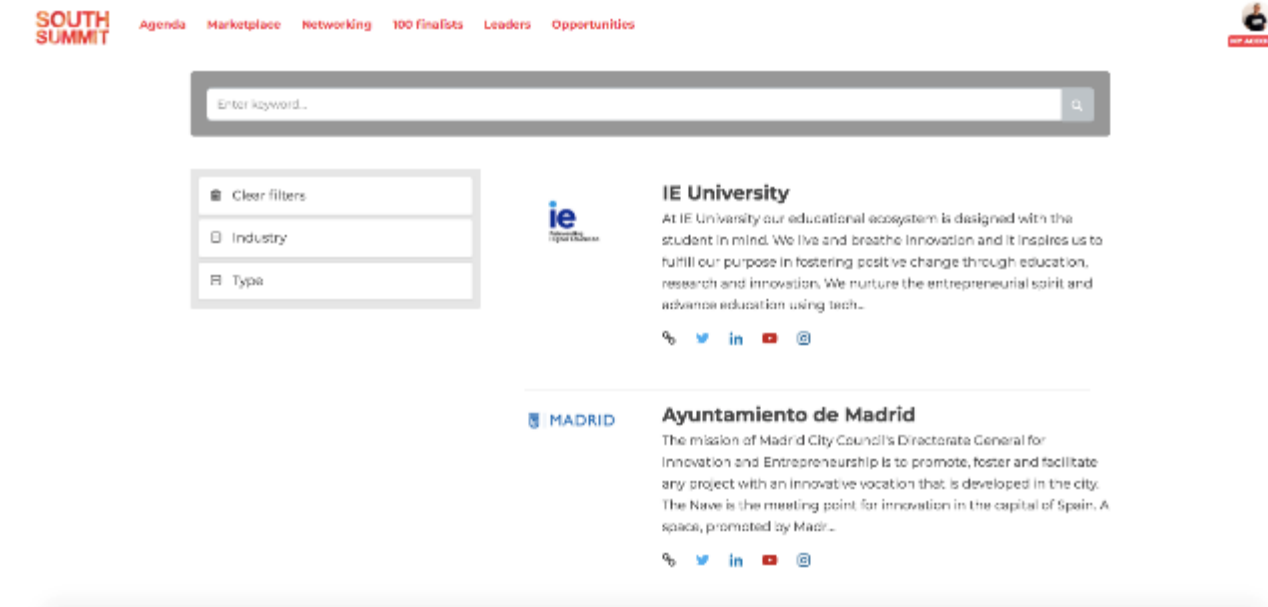 SOUTH
SUMMIT
Agenda Marketplace Networking 100 finalists Leaders Opportunities
Enter keyword...
Clear filters
Industry
Type
ie
IE University
At IE University our educational ecosystem is designed with the
student in mind. We live and breathe innovation and it inspires us to
fulfill our purpose in fostering positive change through education,
research and innovation. We nurture the entrepreneurial spirit and
advance education using tech...
in
MADRID
Ayuntamiento de Madrid
The mission of Madrid City Council's Directorate General for
Innovation and Entrepreneurship is to promote, foster and facilitate
any project with an innovative vocation that is developed in the city.
The Nave is the meeting point for innovation in the capital of Spain. A
space, promoted by Madr...
in